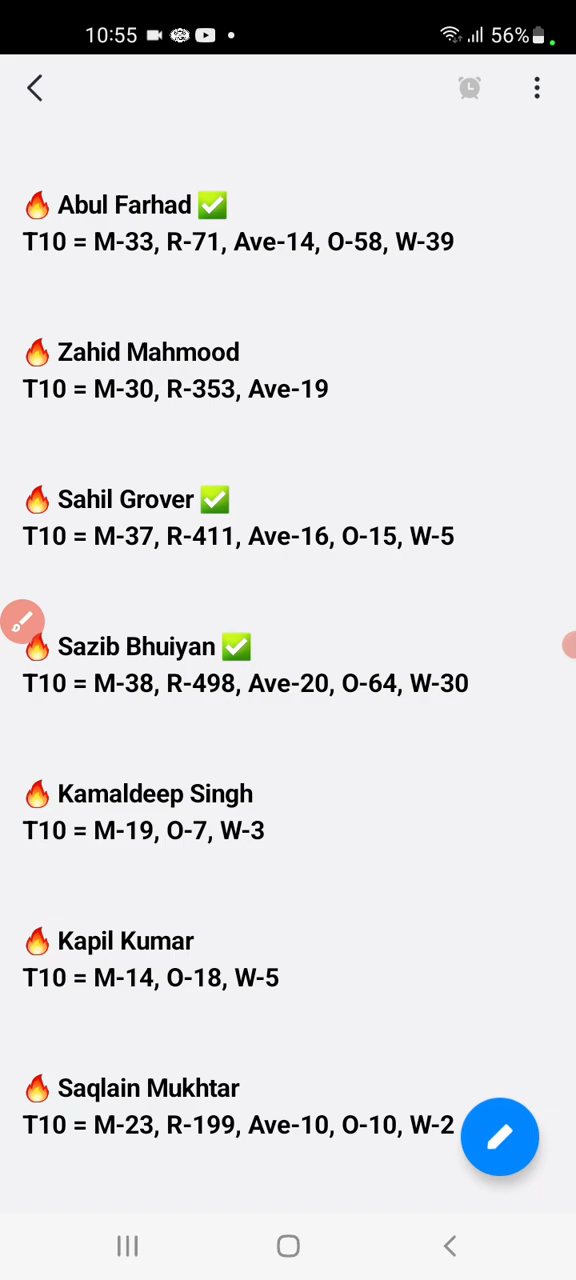 10:55 56%
🔥 Abul Farhad ✅
T10 = M-33, R-71, Ave-14, O-58, W-39
🔥 Zahid Mahmood
T10 = M-30, R-353, Ave-19
🔥 Sahil Grover ✅
T10 = M-37, R-411, Ave-16, O-15, W-5
🔥 Sazib Bhuiyan ✅
T10 = M-38, R-498, Ave-20, O-64, W-30
🔥 Kamaldeep Singh
T10 = M-19, O-7, W-3
🔥 Kapil Kumar
T10 = M-14, O-18, W-5
🔥 Saqlain Mukhtar
T10 = M-23, R-199, Ave-10, O-10, W-2